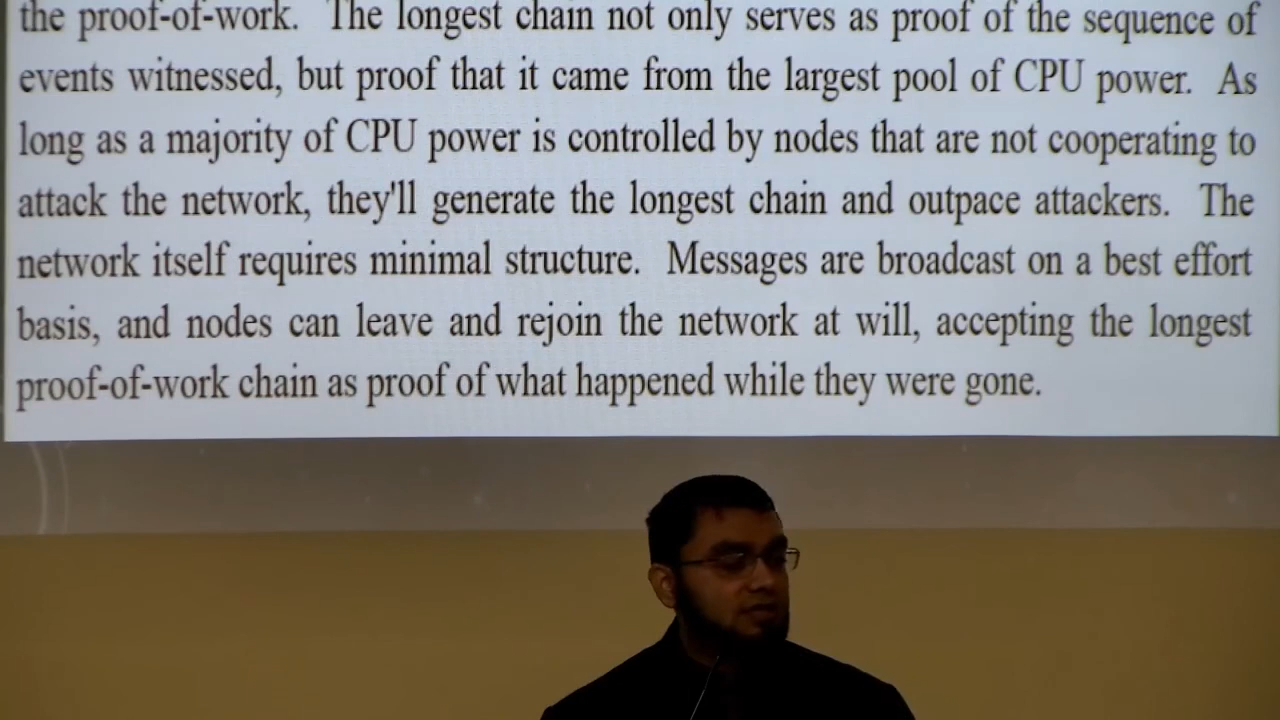 the proof-of-work. The longest chain not only serves as proof of the sequence of
events witnessed, but proof that it came from the largest pool of CPU power. As
long as a majority of CPU power is controlled by nodes that are not cooperating to
attack the network, they'll generate the longest chain and outpace attackers. The
network itself requires minimal structure. Messages are broadcast on a best effort
basis, and nodes can leave and rejoin the network at will, accepting the longest
proof-of-work chain as proof of what happened while they were gone.